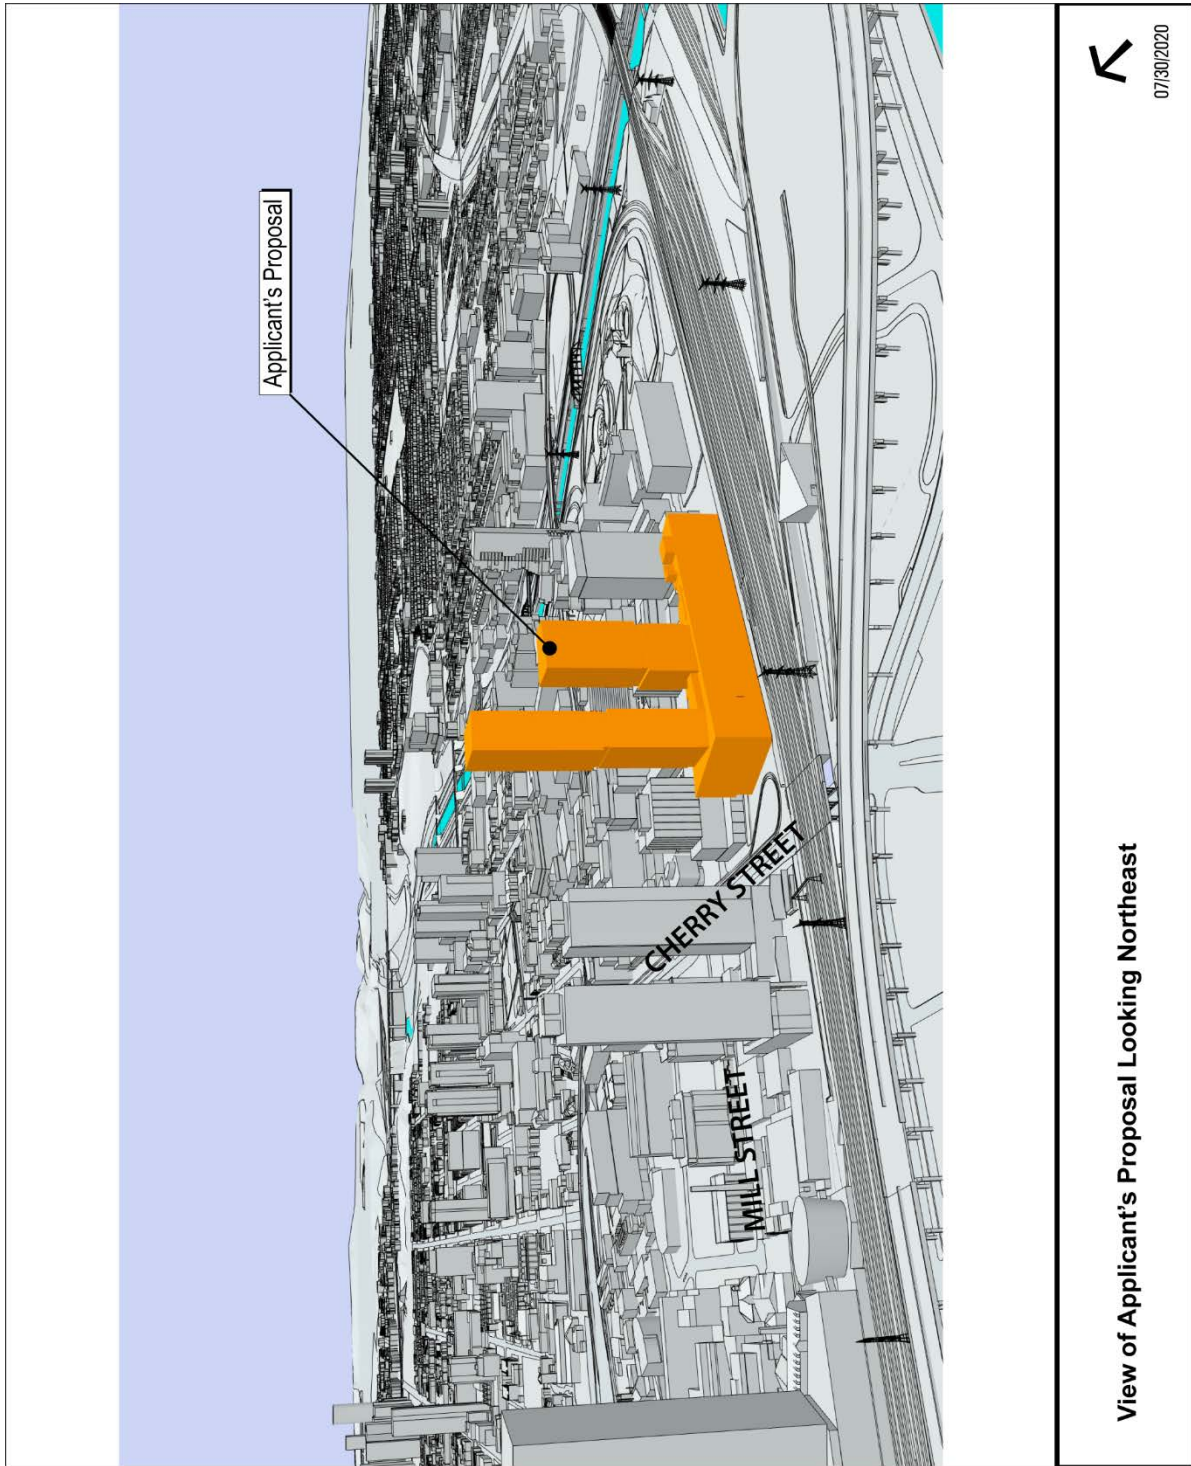 Applicant's Proposal
CHERRY STREET
MILL STREET
View of Applicant's Proposal Looking Northeast
07/30/2020